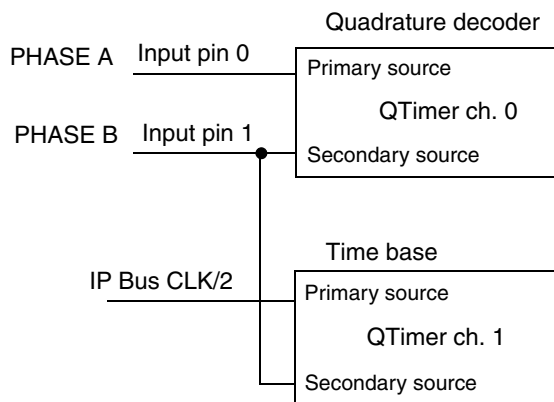 Quadrature decoder
PHASE A Input pin 0
Primary source
QTimer ch. 0
PHASE B Input pin 1
Secondary source
Time base
IP Bus CLK/2
Primary source
QTimer ch. 1
Secondary source